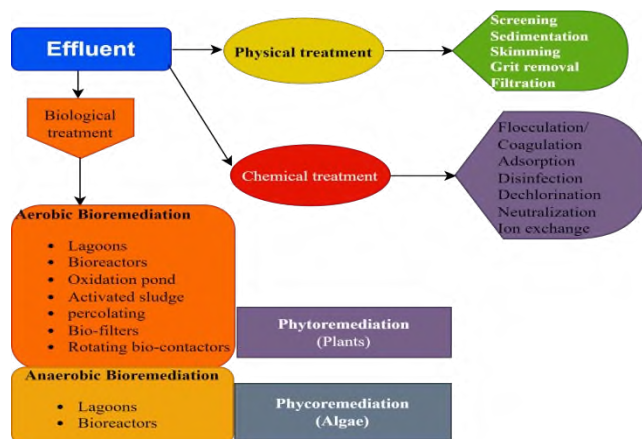 Effluent
Physical treatment
Screening
Sedimentation
Skimming
Grit removal
Filtration
Biological
treatment
Chemical treatment
Flocculation/
Coagulation
Adsorption
Disinfection
Dechlorination
Neutralization
Ion exchange
Aerobic Bioremediation
• Lagoons
• Bioreactors
• Oxidation pond
• Activated sludge
• percolating
• Bio-filters
• Rotating bio-contactors
Phytoremediation
(Plants)
Anaerobic Bioremediation
• Lagoons
• Bioreactors
Phycoremediation
(Algae)